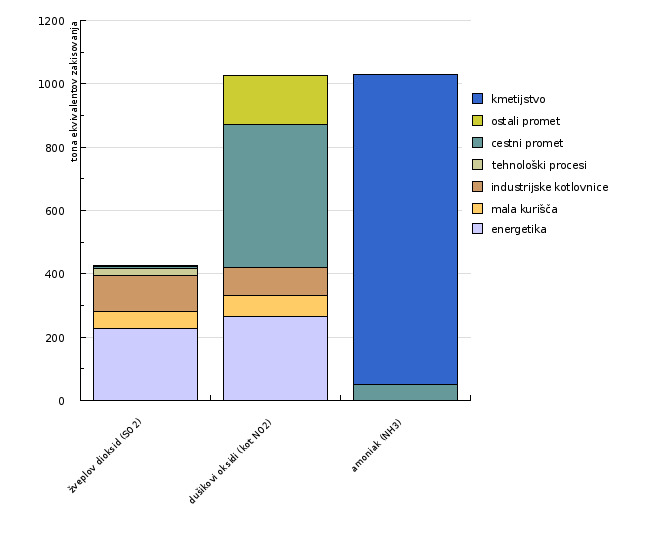 1200
1000
800
600
400
200
0
tona ekvivalentov zakisovanja
kmetijstvo
ostali promet
cestni promet
tehnološki procesi
industrijske kotlovnice
mala kurišča
energetika
žveplov dioksid (SO2)
dušikovi oksidi (kot NO2)
amoniak (NH3)